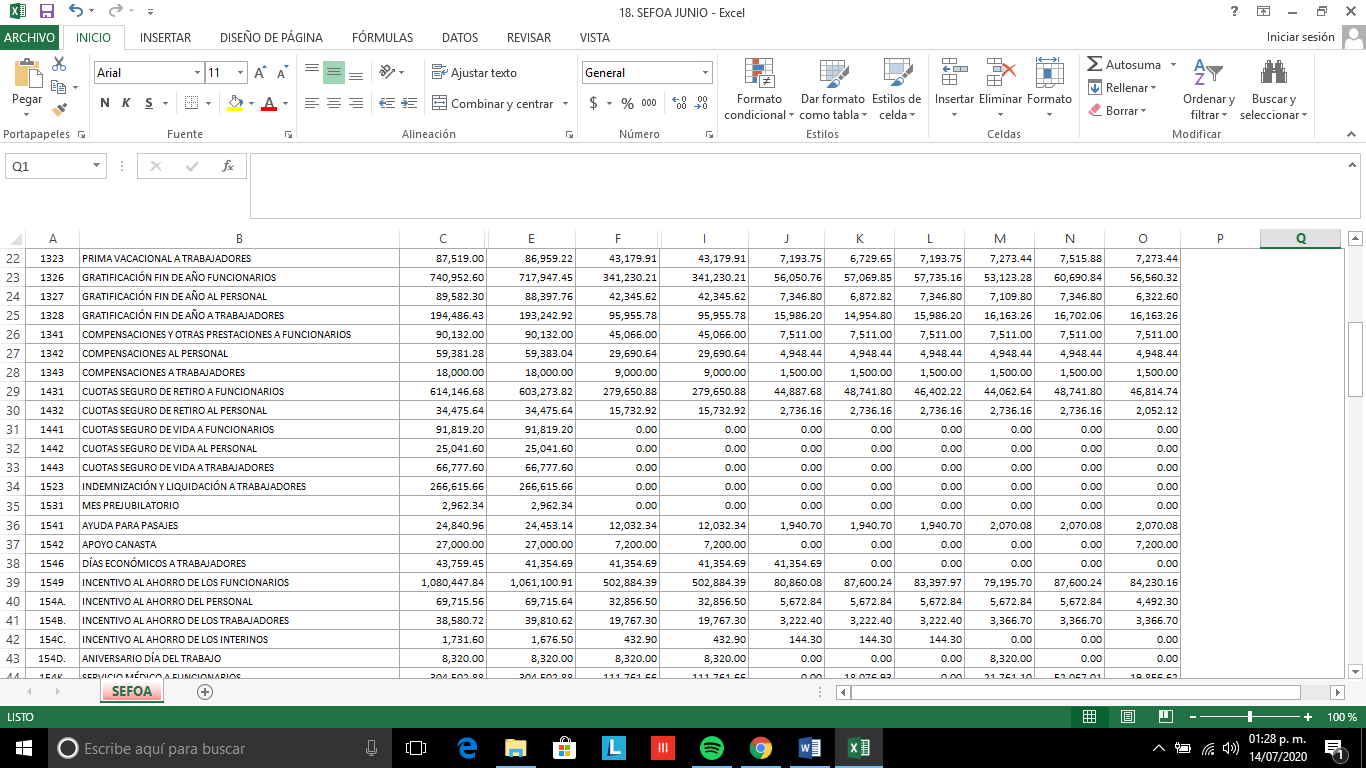 18. SEFOA JUNIO - Excel
ARCHIVO INICIO INSERTAR DISEÑO DE PÁGINA FÓRMULAS DATOS REVISAR VISTA Iniciar sesión
Pegar
Arial 11
N K S
Ajustar texto
Combinar y centrar
General
$ % 000
Formato condicional
Dar formato como tabla
Estilos de celda
Insertar Eliminar Formato
Autosuma
Rellenar
Borrar
Ordenar y filtrar
Buscar y seleccionar
Portapapeles Fuente Alineación Número Estilos Celdas Modificar
Q1 fx
A B C E F I J K L M N O P Q
22 1323 PRIMA VACACIONAL A TRABAJADORES 87,519.00 86,959.22 43,179.91 43,179.91 7,193.75 6,729.65 7,193.75 7,273.44 7,515.88 7,273.44
23 1326 GRATIFICACIÓN FIN DE AÑO FUNCIONARIOS 740,952.60 717,947.45 341,230.21 341,230.21 56,050.76 57,069.85 57,735.16 53,123.28 60,690.84 56,560.32
24 1327 GRATIFICACIÓN FIN DE AÑO AL PERSONAL 89,582.30 88,397.76 42,345.62 42,345.62 7,346.80 6,872.82 7,346.80 7,109.80 7,346.80 6,322.60
25 1328 GRATIFICACIÓN FIN DE AÑO A TRABAJADORES 194,486.43 193,242.92 95,955.78 95,955.78 15,986.20 14,954.80 15,986.20 16,163.26 16,702.06 16,163.26
26 1341 COMPENSACIONES Y OTRAS PRESTACIONES A FUNCIONARIOS 90,132.00 90,132.00 45,066.00 45,066.00 7,511.00 7,511.00 7,511.00 7,511.00 7,511.00 7,511.00
27 1342 COMPENSACIONES AL PERSONAL 59,381.28 59,383.04 29,690.64 29,690.64 4,948.44 4,948.44 4,948.44 4,948.44 4,948.44 4,948.44
28 1343 COMPENSACIONES A TRABAJADORES 18,000.00 18,000.00 9,000.00 9,000.00 1,500.00 1,500.00 1,500.00 1,500.00 1,500.00 1,500.00
29 1431 CUOTAS SEGURO DE RETIRO A FUNCIONARIOS 614,146.68 603,273.82 279,650.88 279,650.88 44,887.68 48,741.80 46,402.22 44,062.64 48,741.80 46,814.74
30 1432 CUOTAS SEGURO DE RETIRO AL PERSONAL 34,475.64 34,475.64 15,732.92 15,732.92 2,736.16 2,736.16 2,736.16 2,736.16 2,736.16 2,052.12
31 1441 CUOTAS SEGURO DE VIDA A FUNCIONARIOS 91,819.20 91,819.20 0.00 0.00 0.00 0.00 0.00 0.00 0.00 0.00
32 1442 CUOTAS SEGURO DE VIDA AL PERSONAL 25,041.60 25,041.60 0.00 0.00 0.00 0.00 0.00 0.00 0.00 0.00
33 1443 CUOTAS SEGURO DE VIDA A TRABAJADORES 66,777.60 66,777.60 0.00 0.00 0.00 0.00 0.00 0.00 0.00 0.00
34 1523 INDEMNIZACIÓN Y LIQUIDACIÓN A TRABAJADORES 266,615.66 266,615.66 0.00 0.00 0.00 0.00 0.00 0.00 0.00 0.00
35 1531 MES PREJUBILATORIO 2,962.34 2,962.34 0.00 0.00 0.00 0.00 0.00 0.00 0.00 0.00
36 1541 AYUDA PARA PASAJES 24,840.96 24,453.14 12,032.34 12,032.34 1,940.70 1,940.70 1,940.70 2,070.08 2,070.08 2,070.08
37 1542 APOYO CANASTA 27,000.00 27,000.00 7,200.00 7,200.00 0.00 0.00 0.00 0.00 0.00 7,200.00
38 1546 DÍAS ECONÓMICOS A TRABAJADORES 43,759.45 41,354.69 41,354.69 41,354.69 41,354.69 0.00 0.00 0.00 0.00 0.00
39 1549 INCENTIVO AL AHORRO DE LOS FUNCIONARIOS 1,080,447.84 1,061,100.91 502,884.39 502,884.39 80,860.08 87,600.24 83,397.97 79,195.70 87,600.24 84,230.16
40 154A. INCENTIVO AL AHORRO DEL PERSONAL 69,715.56 69,715.64 32,856.50 32,856.50 5,672.84 5,672.84 5,672.84 5,672.84 5,672.84 4,492.30
41 154B. INCENTIVO AL AHORRO DE LOS TRABAJADORES 38,580.72 39,810.62 19,767.30 19,767.30 3,222.40 3,222.40 3,222.40 3,366.70 3,366.70 3,366.70
42 154C. INCENTIVO AL AHORRO DE LOS INTERINOS 1,731.60 1,676.50 432.90 432.90 144.30 144.30 144.30 0.00 0.00 0.00
43 154D. ANIVERSARIO DÍA DEL TRABAJO 8,320.00 8,320.00 8,320.00 8,320.00 0.00 0.00 0.00 8,320.00 0.00 0.00
44 154K. SERVICIO MÉDICO A FUNCIONARIOS 304,502.88 304,502.88 111,761.66 111,761.66 0.00 18,076.93 0.00 21,761.10 52,067.01 19,856.62
SEFOA
LISTO 100 %
Escribe aquí para buscar
01:28 p. m.
14/07/2020